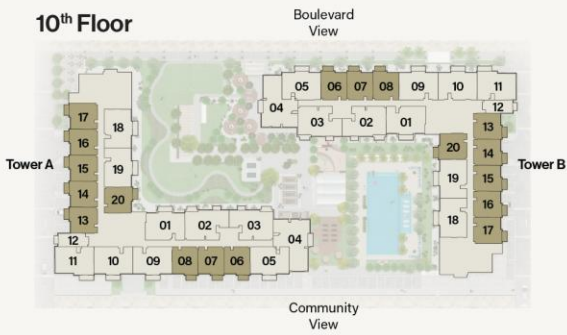 10th Floor
Boulevard
View
05 06 07 08 09 10 11
04
12
03 02 01
13
20
14
19
15
16
18
17
Tower B
17
18
16
Tower A
15
19
14
20
13
12
01 02 03
04
11 10 09 08 07 06 05
Community
View